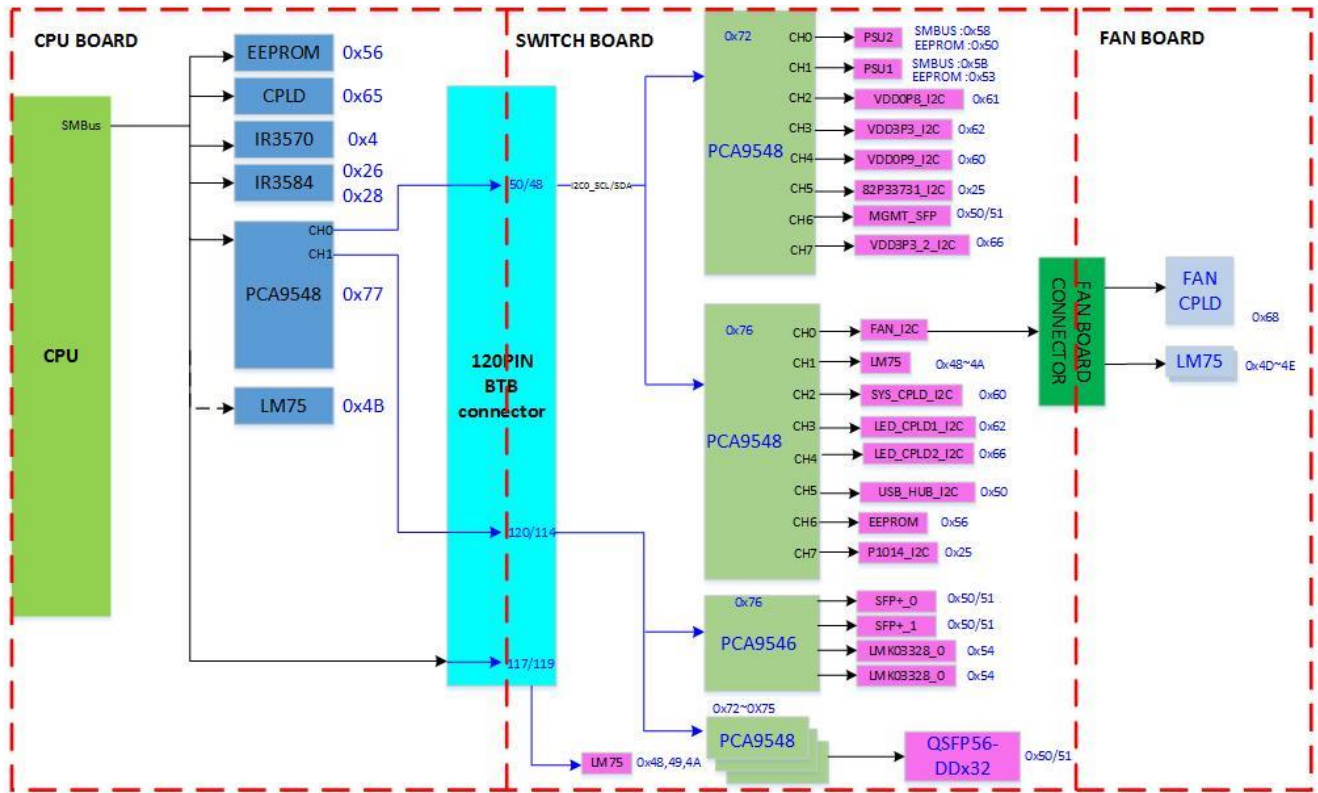 CPU BOARD
SWITCH BOARD
FAN BOARD
CPU
SMBus
EEPROM 0x56
CPLD 0x65
IR3570 0x4
IR3584 0x26
0x28
CH0
CH1
PCA9548 0x77
LM75 0x4B
50/48
I2C0_SCL/SDA
120PIN
BTB
connector
120/114
117/119
0x72
PCA9548
CH0 PSU2 SMBUS :0x58
EEPROM :0x50
CH1 PSU1 SMBUS :0x5B
EEPROM :0x53
CH2 VDD0P8_I2C 0x61
CH3 VDD3P3_I2C 0x62
CH4 VDD0P9_I2C 0x60
CH5 82P33731_I2C 0x25
CH6 MGMT_SFP 0x50/51
CH7 VDD3P3_2_I2C 0x66
0x76
PCA9548
CH0 FAN_I2C
CH1 LM75 0x48~4A
CH2 SYS_CPLD_I2C 0x60
CH3 LED_CPLD1_I2C 0x62
CH4 LED_CPLD2_I2C 0x66
CH5 USB_HUB_I2C 0x50
CH6 EEPROM 0x56
CH7 P1014_I2C 0x25
FAN BOARD
CONNECTOR
FAN
CPLD
0x68
LM75 0x4D~4E
0x76
PCA9546
SFP+_0 0x50/51
SFP+_1 0x50/51
LMK03328_0 0x54
LMK03328_0 0x54
0x72~0X75
PCA9548
QSFP56-
DDx32
0x50/51
LM75 0x48,49,4A